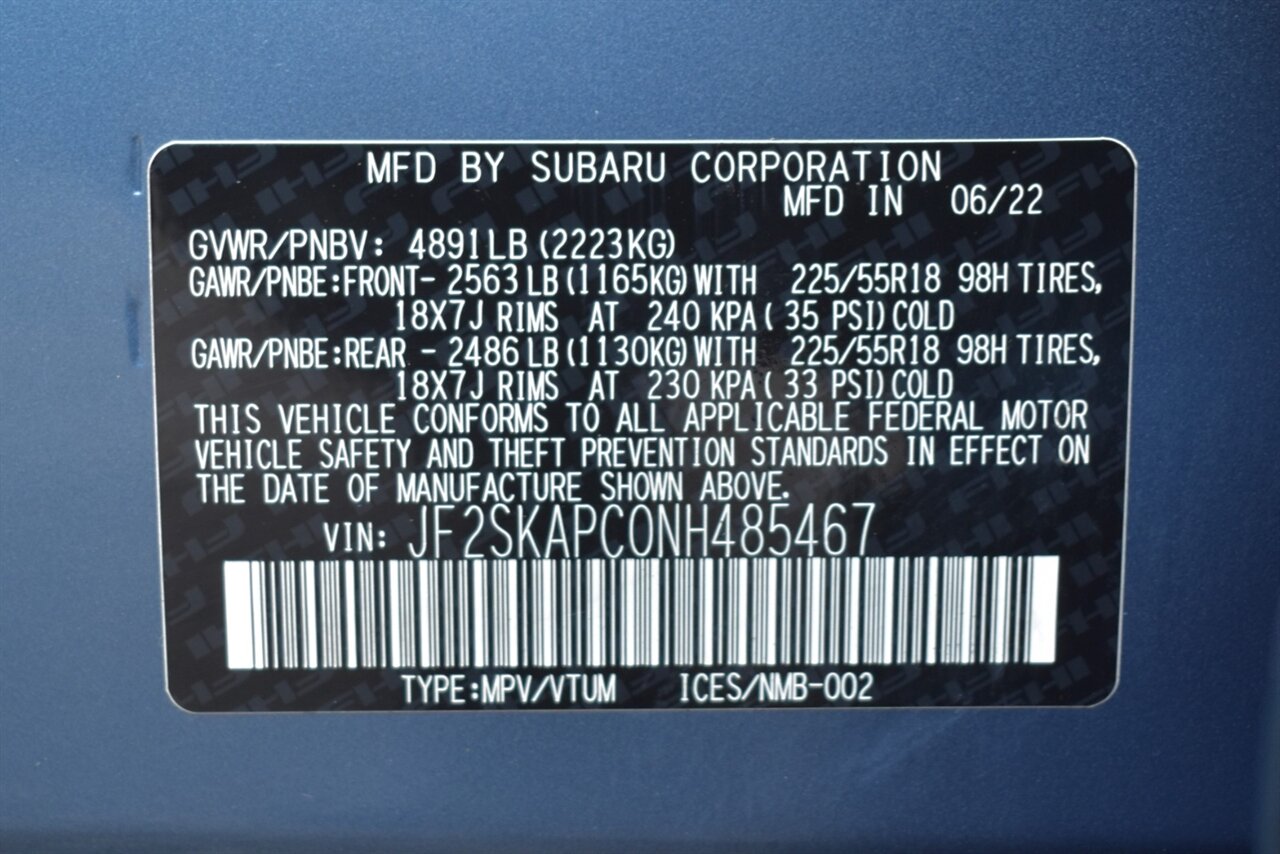 MFD BY SUBARU CORPORATION
MFD IN 06/22
GVWR/PNBV: 4891LB (2223KG)
GAWR/PNBE:FRONT- 2563 LB (1165KG) WITH 225/55R18 98H TIRES,
18X7J RIMS AT 240 KPA ( 35 PSI) COLD
GAWR/PNBE:REAR - 2486 LB (1130KG) WITH 225/55R18 98H TIRES,
18X7J RIMS AT 230 KPA ( 33 PSI) COLD
THIS VEHICLE CONFORMS TO ALL APPLICABLE FEDERAL MOTOR
VEHICLE SAFETY AND THEFT PREVENTION STANDARDS IN EFFECT ON
THE DATE OF MANUFACTURE SHOWN ABOVE.
VIN: JF2SKAPC0NH485467
TYPE:MPV/VTUM ICES/NMB-002